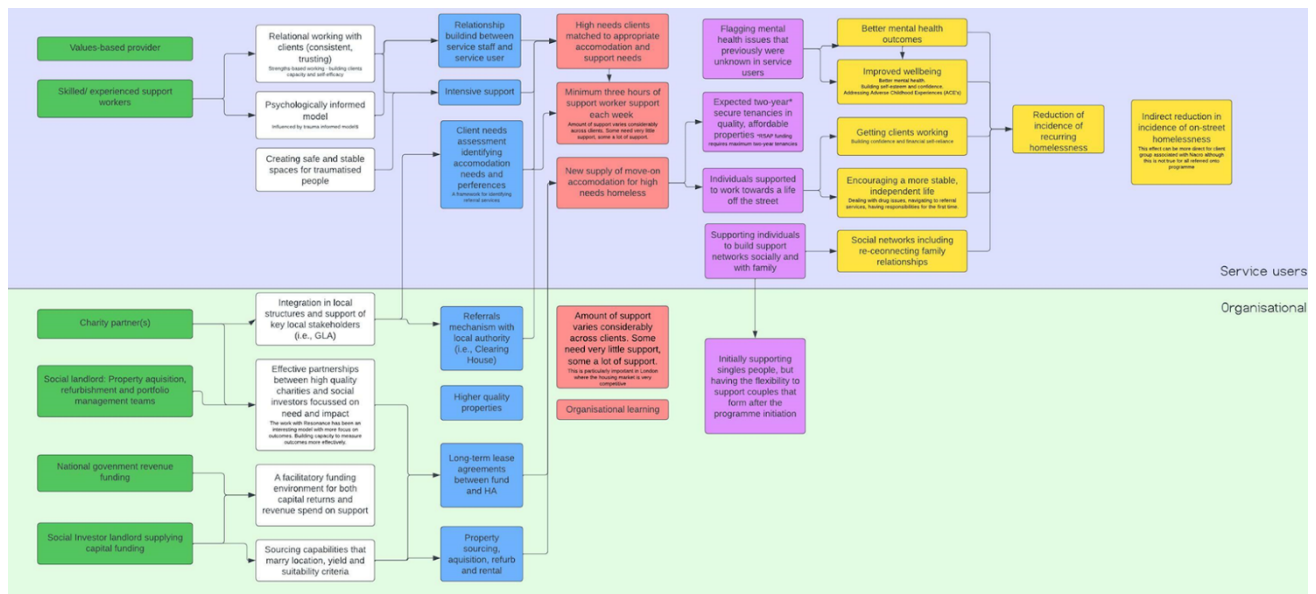 Values-based provider
Skilled/ experienced support
workers
Relational working with
clients (consistent,
trusting)
Strengths based working - building clients
capacity and self efficacy
Psychologically informed
model
Influenced by trauma informed models
Creating safe and stable
spaces for traumatised
people
Relationship
buildind between
service staff and
service user
Intensive support
Client needs
assessment
identifying
accomodation
needs and
perferences
A framework for identifying
referral services
High needs clients
matched to appropriate
accomodation and
support needs
Minimum three hours of
support worker support
each week
Amount of support varies considerably
across clients. Some need very little
support, some a lot of support.
New supply of move-on
accomodation for high
needs homeless
Flagging mental
health issues that
previously were
unknown in service
users
Expected two-year*
secure tenancies in
quality, affordable
properties *RSAP funding
requires maximum two-year tenancies
Individuals supported
to work towards a life
off the street
Supporting individuals
to build support
networks socially and
with family
Better mental health
outcomes
Improved wellbeing
Better mental health.
Building self-esteem and confidence.
Addressing Adverse Childhood Experiences (ACE's)
Getting clients working
Building confidence and financial self-reliance
Encouraging a more stable,
independent life
Dealing with drug issues, navigating to referral
services, having responsibilities for the first time.
Social networks including
re-ceonnecting family
relationships
Reduction of
incidence of
recurring
homelessness
Indirect reduction in
incidence of on-street
homelessness
This effect can be more direct for client
group associated with Nacro although
this is not true for all referred onto
programme
Service users
Organisational
Charity partner(s)
Social landlord: Property aquisition,
refurbishment and portfolio
management teams
National govenment revenue
funding
Social Investor landlord supplying
capital funding
Integration in local
structures and support of
key local stakeholders
(i.e., GLA)
Effective partnerships
between high quality
charities and social
investors focussed on
need and impact
The work with Resonance has been an
interesting model with more focus on
outcomes. Building capacity to measure
outcomes more effectively.
A facilitatory funding
environment for both
capital returns and
revenue spend on support
Sourcing capabilities that
marry location, yield and
suitability criteria
Referrals
mechanism with
local authority
(i.e., Clearing
House)
Higher quality
properties
Long-term lease
agreements
between fund
and HA
Property
sourcing,
aquisition, refurb
and rental
Amount of support
varies considerably
across clients. Some
need very little support,
some a lot of support.
This is particularly important in London
where the housing market is very
competitive
Organisational learning
Initially supporting
singles people, but
having the flexibility to
support couples that
form after the
programme initiation